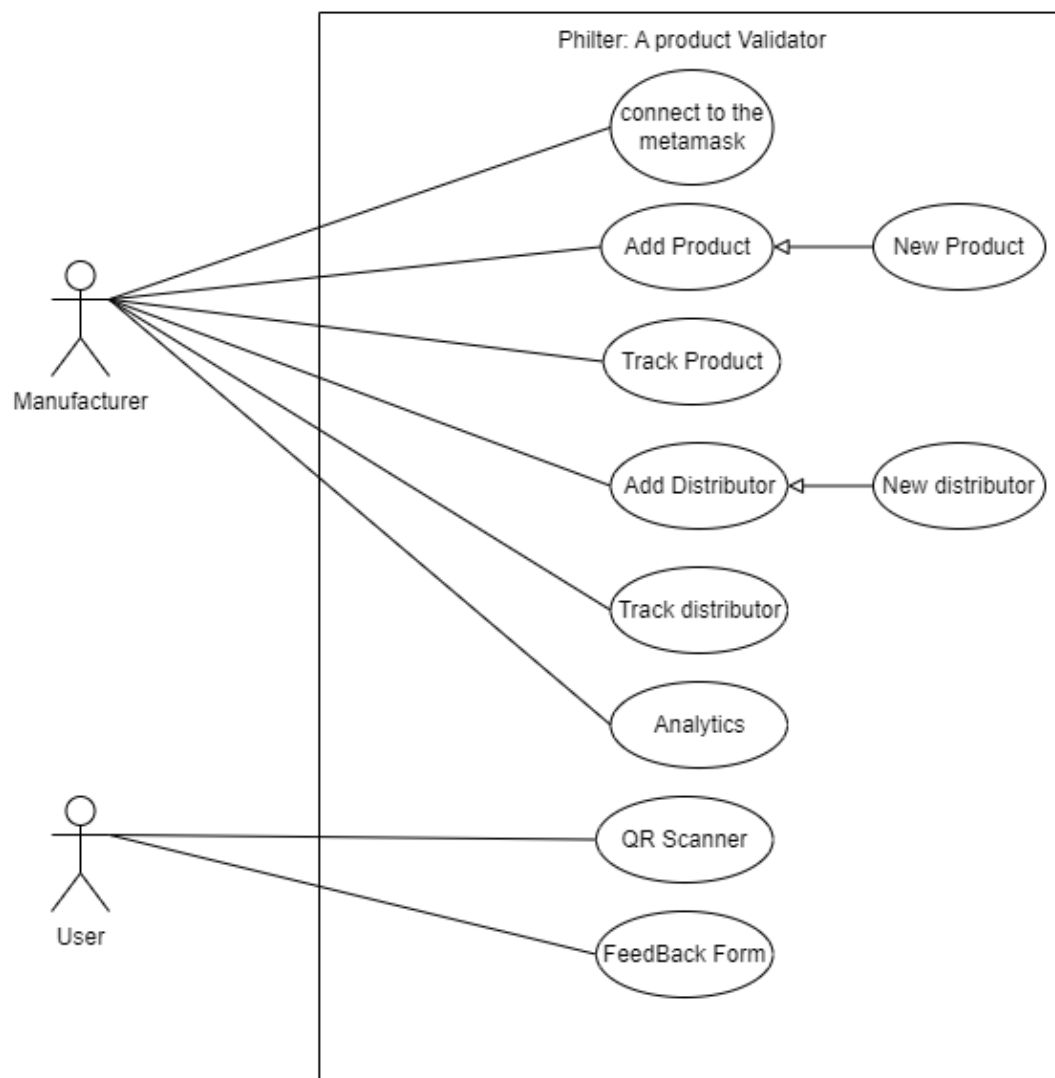 Philter: A product Validator
connect to the
metamask
Add Product
New Product
Manufacturer
Track Product
Add Distributor
New distributor
Track distributor
Analytics
QR Scanner
User
FeedBack Form